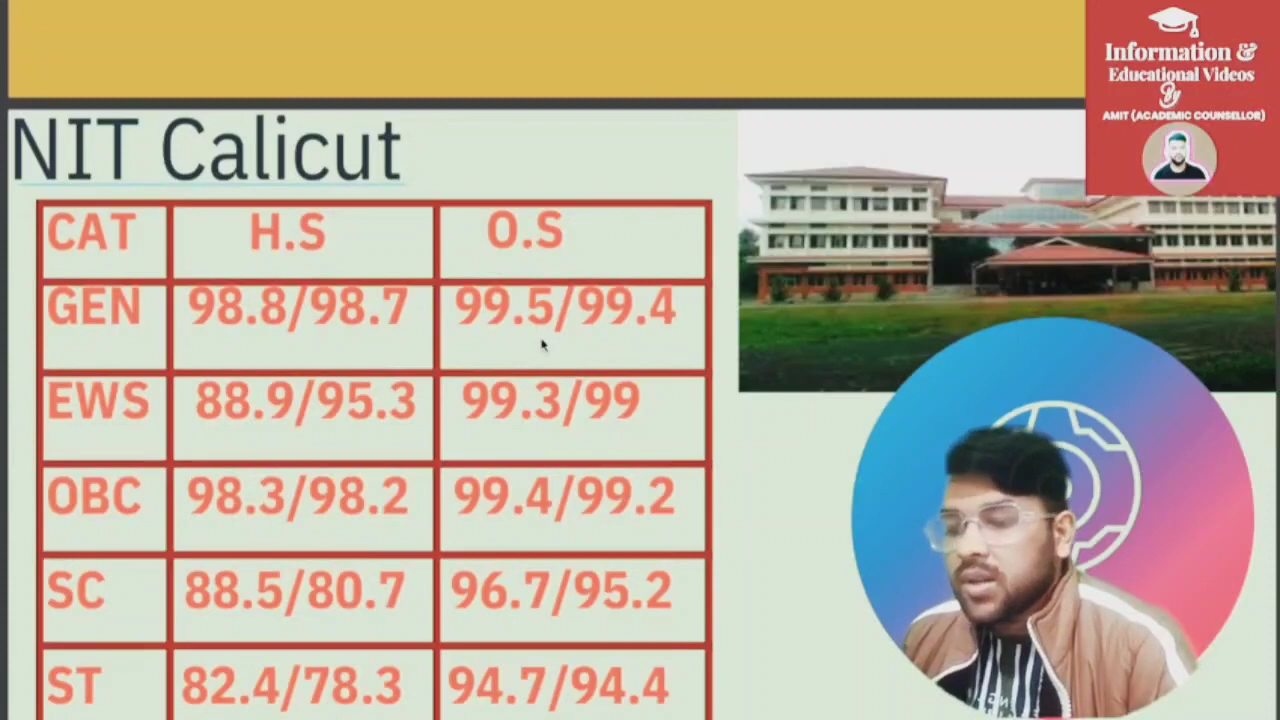 Information &
Educational Videos
By
AMIT (ACADEMIC COUNSELLOR)
NIT Calicut
CAT H.S O.S
GEN 98.8/98.7 99.5/99.4
EWS 88.9/95.3 99.3/99
OBC 98.3/98.2 99.4/99.2
SC 88.5/80.7 96.7/95.2
ST 82.4/78.3 94.7/94.4